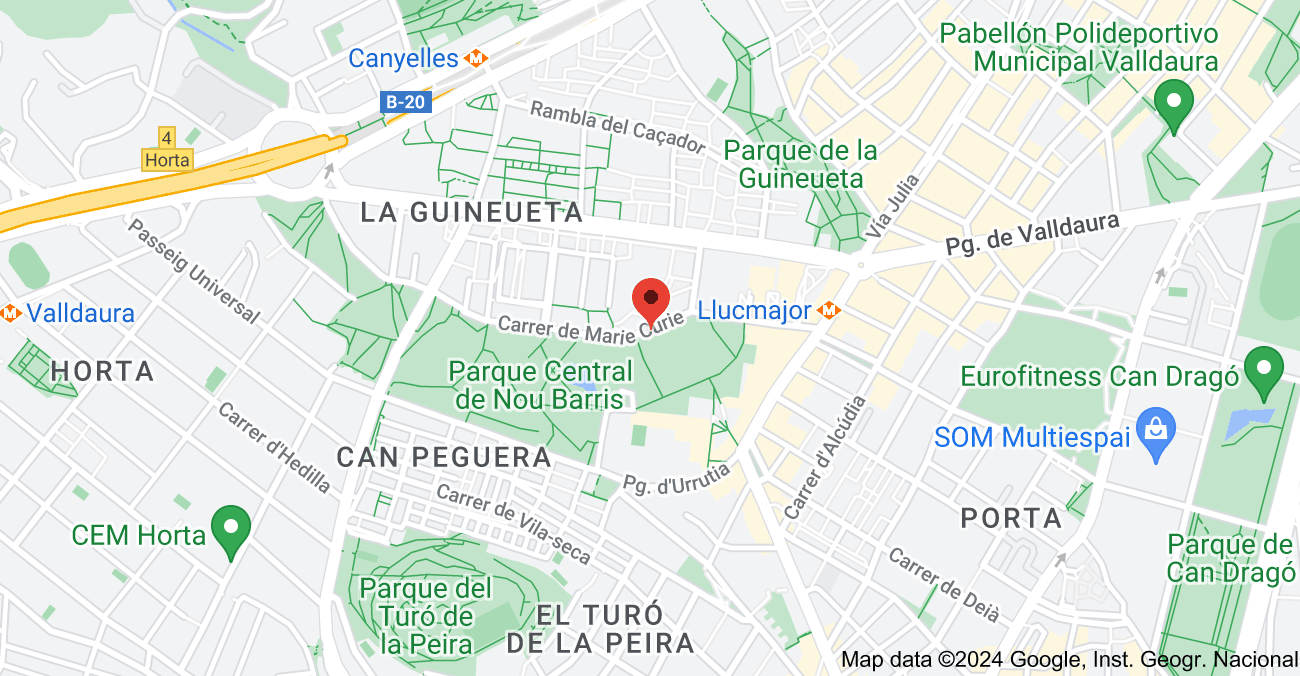 Pabellón Polideportivo
Municipal Valldaura
Canyelles
B-20
Rambla del Caçador
4
Horta
Parque de la
Guineueta
Vía Julia
LA GUINEUETA
Pg. de Valldaura
Passeig Universal
Valldaura
Llucmajor
Carrer de Marie Curie
HORTA
Parque Central
de Nou Barris
Eurofitness Can Dragó
Carrer d'Hedilla
Carrer d'Alcúdia
SOM Multiespai
CAN PEGUERA
Pg. d'Urrutia
Carrer de Vila-seca
PORTA
CEM Horta
Parque de
Can Dragó
Carrer de Deià
Parque del
Turó de
la Peira
EL TURÓ
DE LA PEIRA
Map data ©2024 Google, Inst. Geogr. Nacional